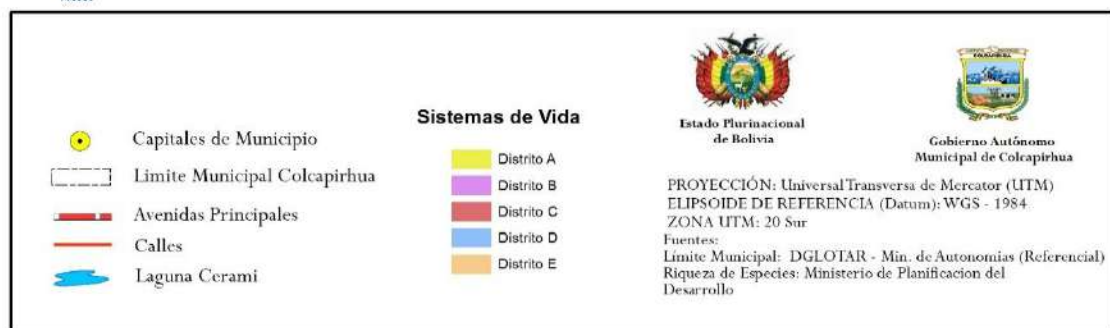 Capitales de Municipio
Limite Municipal Colcapirhua
Avenidas Principales
Calles
Laguna Cerami
Sistemas de Vida
Distrito A
Distrito B
Distrito C
Distrito D
Distrito E
Estado Plurinacional
de Bolivia
Gobierno Autónomo
Municipal de Colcapirhua
PROYECCIÓN: Universal Transversa de Mercator (UTM)
ELIPSOIDE DE REFERENCIA (Datum): WGS - 1984
ZONA UTM: 20 Sur
Fuentes:
Límite Municipal: DGLOTAR - Min. de Autonomias (Referencial)
Riqueza de Especies: Ministerio de Planificacion del
Desarrollo